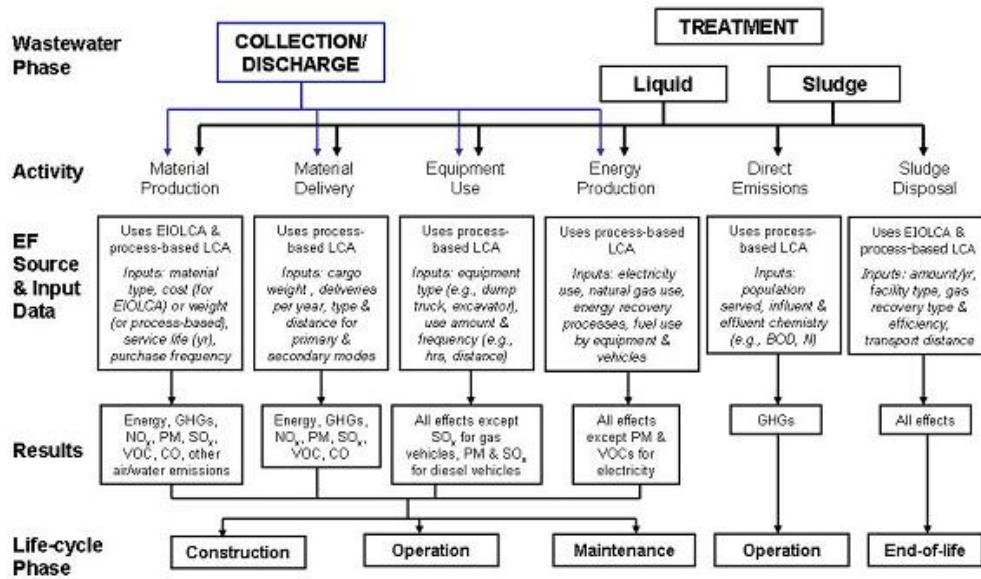 Wastewater
Phase
COLLECTION/
DISCHARGE
TREATMENT
Liquid
Sludge
Activity
Material
Production
Material
Delivery
Equipment
Use
Energy
Production
Direct
Emissions
Sludge
Disposal
EF
Source
& Input
Data
Uses EIOLCA &
process-based LCA
Inputs: material
type, cost (for
EIOLCA) or weight
(or process-based),
service life (yr),
purchase frequency
Uses process-
based LCA
Inputs: cargo
weight , deliveries
per year, type &
distance for
primary &
secondary modes
Uses process-
based LCA
Inputs: equipment
type (e.g., dump
truck, excavator),
use amount &
frequency (e.g.,
hrs, distance)
Uses process-based
LCA
Inputs: electricity
use, natural gas use,
energy recovery
processes, fuel use
by equipment &
vehicles
Uses process-
based LCA
Inputs:
population
served, influent &
effluent chemistry
(e.g., BOD, N)
Uses EIOLCA &
process-based LCA
Inputs: amount/yr,
facility type, gas
recovery type &
efficiency,
transport distance
Results
Energy, GHGs,
NOx, PM, SOx,
VOC, CO, other
air/water emissions
Energy, GHGs,
NOx, PM, SOx,
VOC, CO
All effects except
SOx for gas
vehicles, PM & SOx
for diesel vehicles
All effects
except PM &
VOCs for
electricity
GHGs
All effects
Life-cycle
Phase
Construction
Operation
Maintenance
Operation
End-of-life